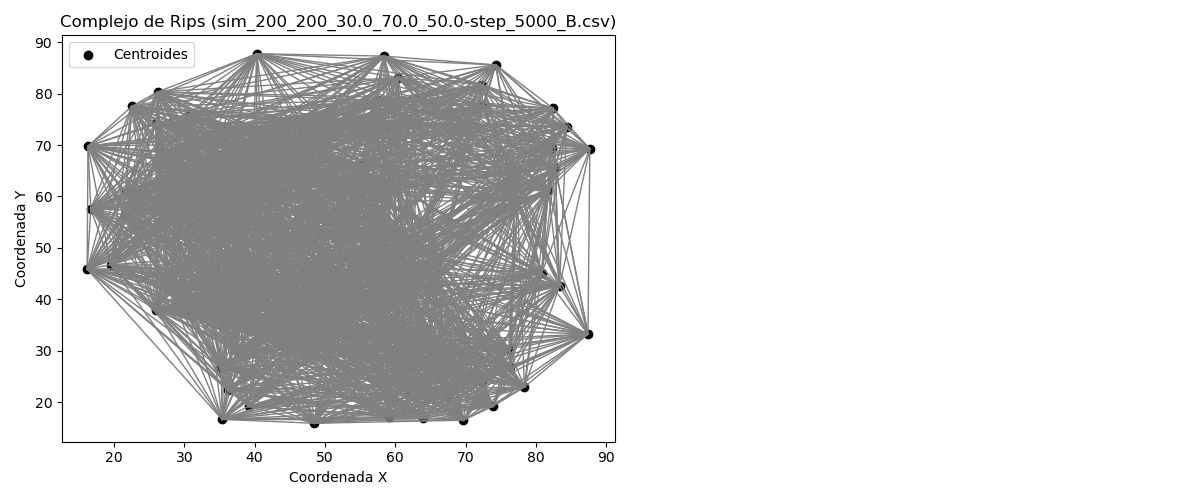 Complejo de Rips (sim_200_200_30.0_70.0_50.0-step_5000_B.csv)
Centroides
90
80
70
60
50
40
30
20
Coordenada Y
20 30 40 50 60 70 80 90
Coordenada X